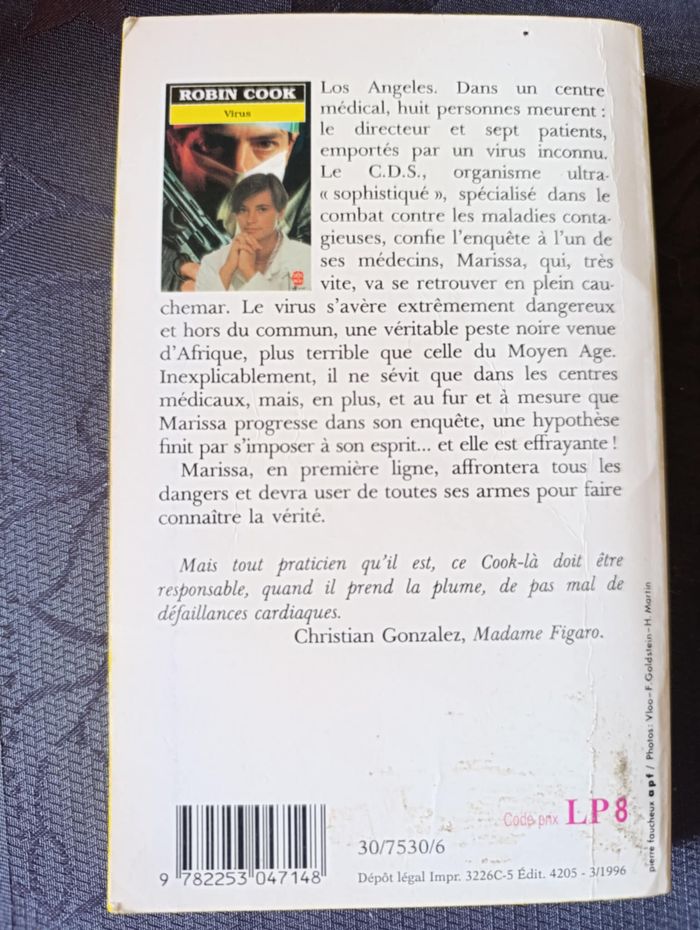 ROBIN COOK
Virus
Los Angeles. Dans un centre
médical, huit personnes meurent :
le directeur et sept patients,
emportés par un virus inconnu.
Le C.D.S., organisme ultra-
« sophistiqué », spécialisé dans le
combat contre les maladies conta-
gieuses, confie l'enquête à l'un de
ses médecins, Marissa, qui, très
vite, va se retrouver en plein cau-
chemar. Le virus s'avère extrêmement dangereux
et hors du commun, une véritable peste noire venue
d'Afrique, plus terrible que celle du Moyen Age.
Inexplicablement, il ne sévit que dans les centres
médicaux, mais, en plus, et au fur et à mesure que
Marissa progresse dans son enquête, une hypothèse
finit par s'imposer à son esprit... et elle est effrayante !
Marissa, en première ligne, affrontera tous les
dangers et devra user de toutes ses armes pour faire
connaître la vérité.
Mais tout praticien qu'il est, ce Cook-là doit être
responsable, quand il prend la plume, de pas mal de
défaillances cardiaques.
Christian Gonzalez, Madame Figaro.
pierre faucheux apf / Photos: Vloo-F.Goldstein-H.Martin
Code prix LP8
30/7530/6
9 782253 047148
Dépôt légal Impr. 3226C-5 Édit. 4205 - 3/1996